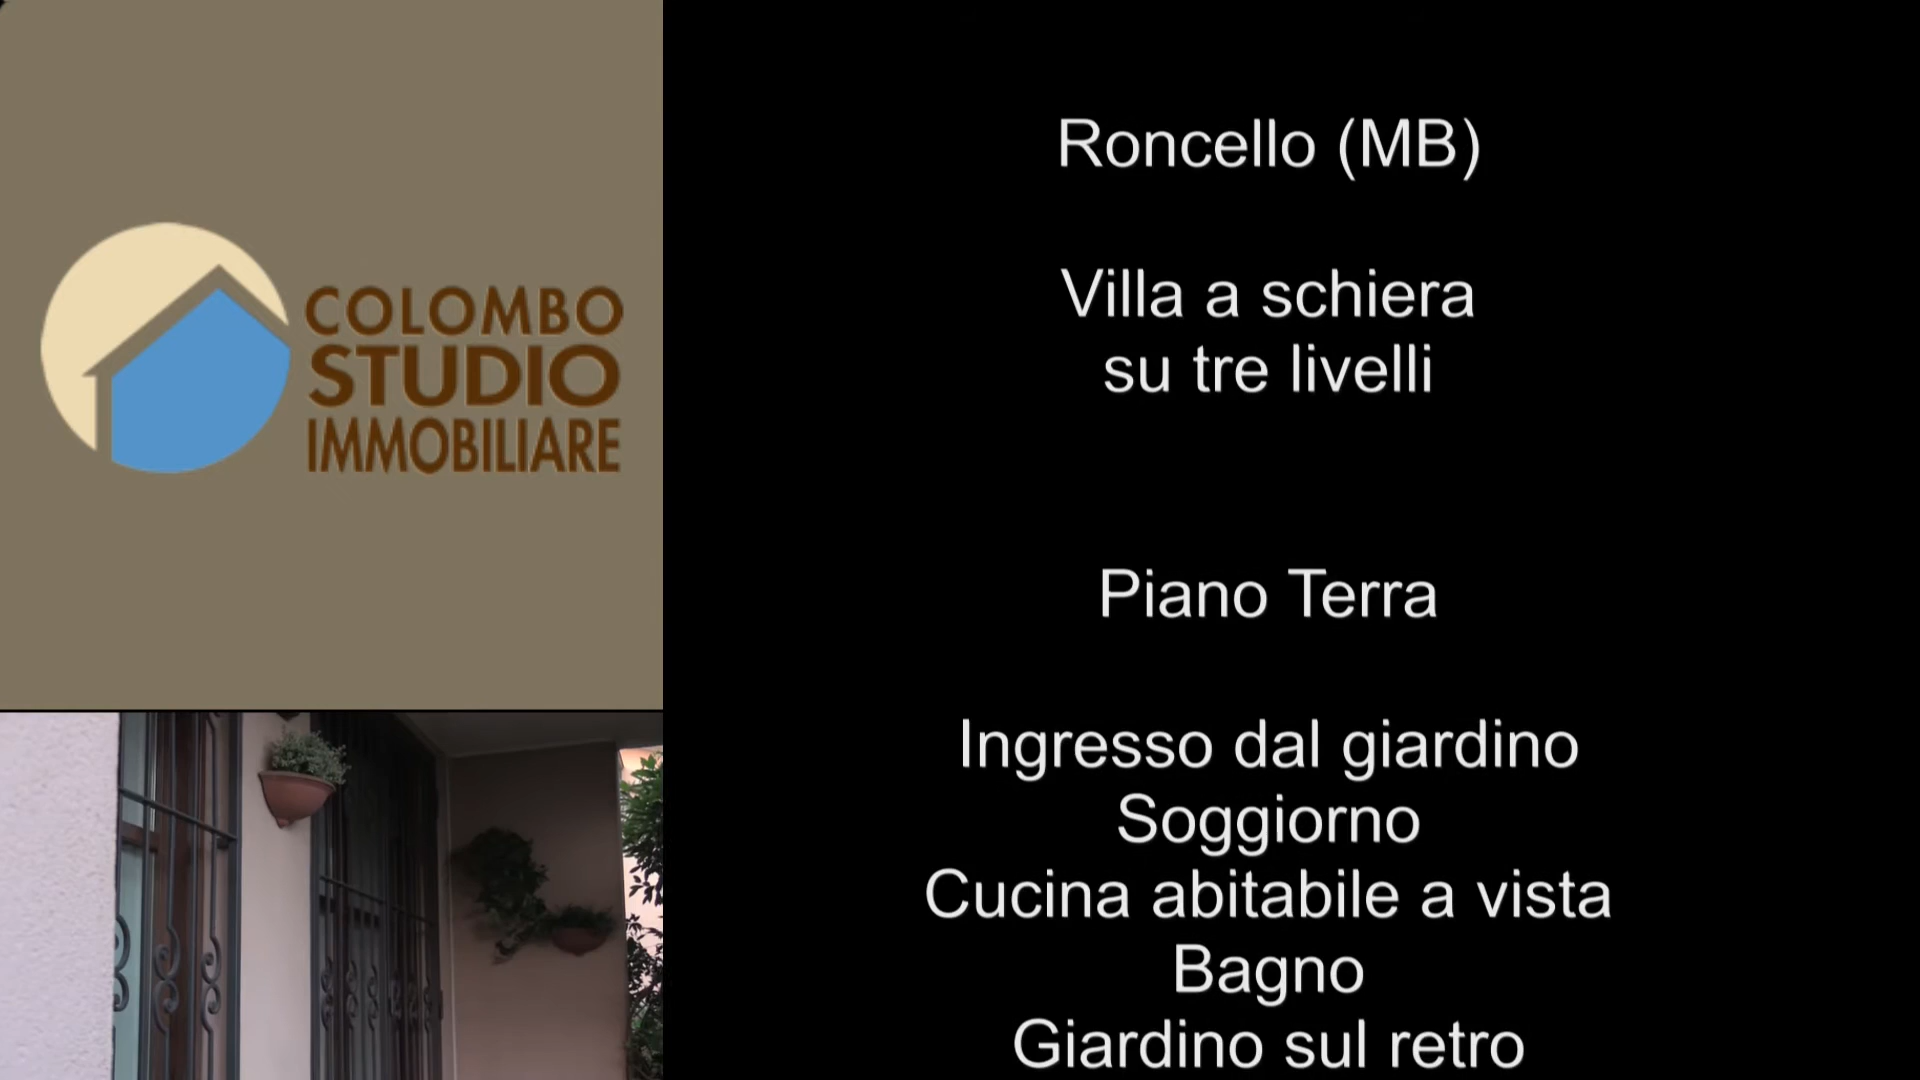 COLOMBO
STUDIO
IMMOBILIARE
Roncello (MB)
Villa a schiera
su tre livelli
Piano Terra
Ingresso dal giardino
Soggiorno
Cucina abitabile a vista
Bagno
Giardino sul retro